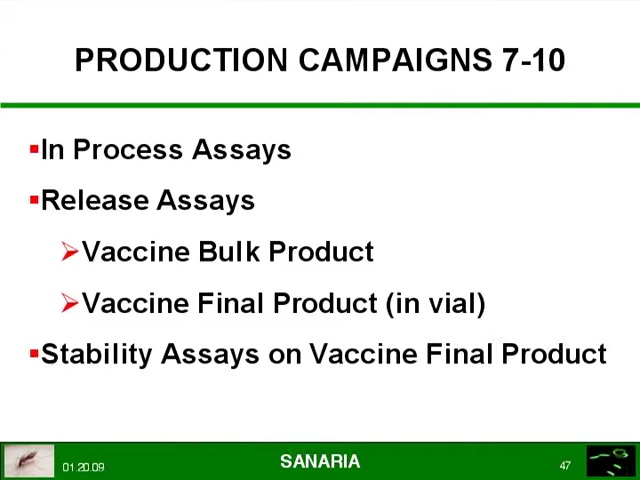 PRODUCTION CAMPAIGNS 7-10
▪In Process Assays
▪Release Assays
➢Vaccine Bulk Product
➢Vaccine Final Product (in vial)
▪Stability Assays on Vaccine Final Product
01.20.09
SANARIA
47